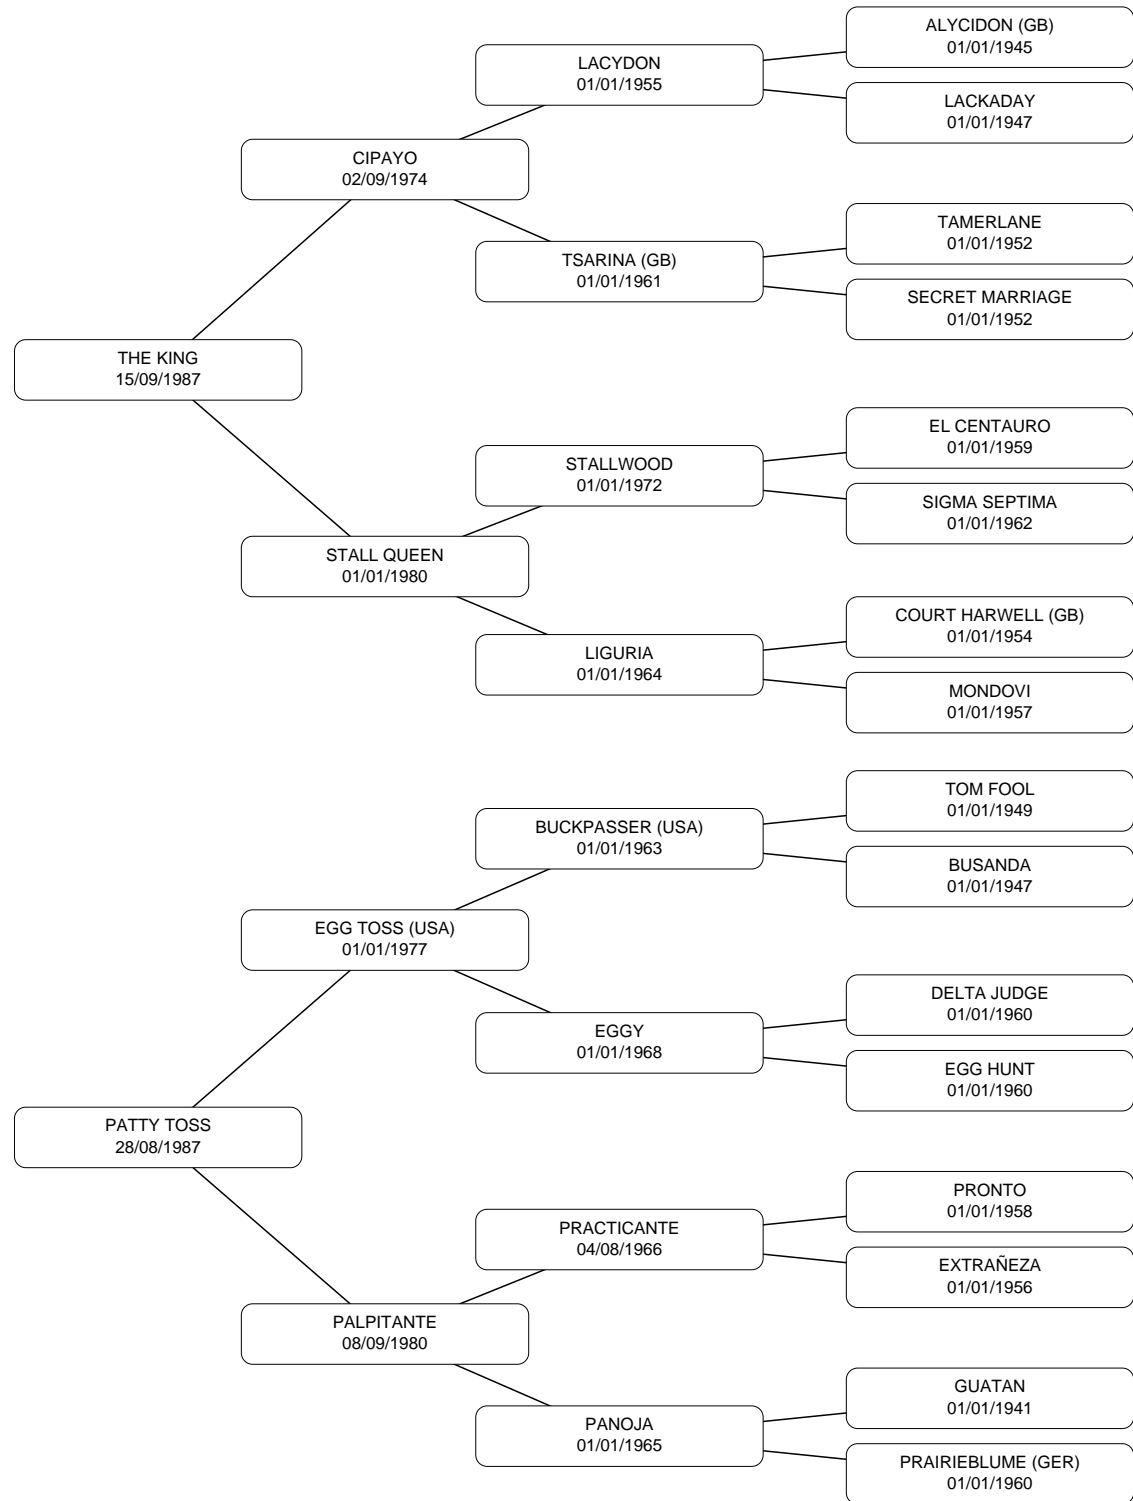 ALYCIDON (GB)
01/01/1945
LACYDON
01/01/1955
LACKADAY
01/01/1947
CIPAYO
02/09/1974
TAMERLANE
01/01/1952
TSARINA (GB)
01/01/1961
SECRET MARRIAGE
01/01/1952
THE KING
15/09/1987
EL CENTAURO
01/01/1959
STALLWOOD
01/01/1972
SIGMA SEPTIMA
01/01/1962
STALL QUEEN
01/01/1980
COURT HARWELL (GB)
01/01/1954
LIGURIA
01/01/1964
MONDOVI
01/01/1957
TOM FOOL
01/01/1949
BUCKPASSER (USA)
01/01/1963
BUSANDA
01/01/1947
EGG TOSS (USA)
01/01/1977
DELTA JUDGE
01/01/1960
EGGY
01/01/1968
EGG HUNT
01/01/1960
PATTY TOSS
28/08/1987
PRONTO
01/01/1958
PRACTICANTE
04/08/1966
EXTRAÑEZA
01/01/1956
PALPITANTE
08/09/1980
GUATAN
01/01/1941
PANOJA
01/01/1965
PRAIRIEBLUME (GER)
01/01/1960